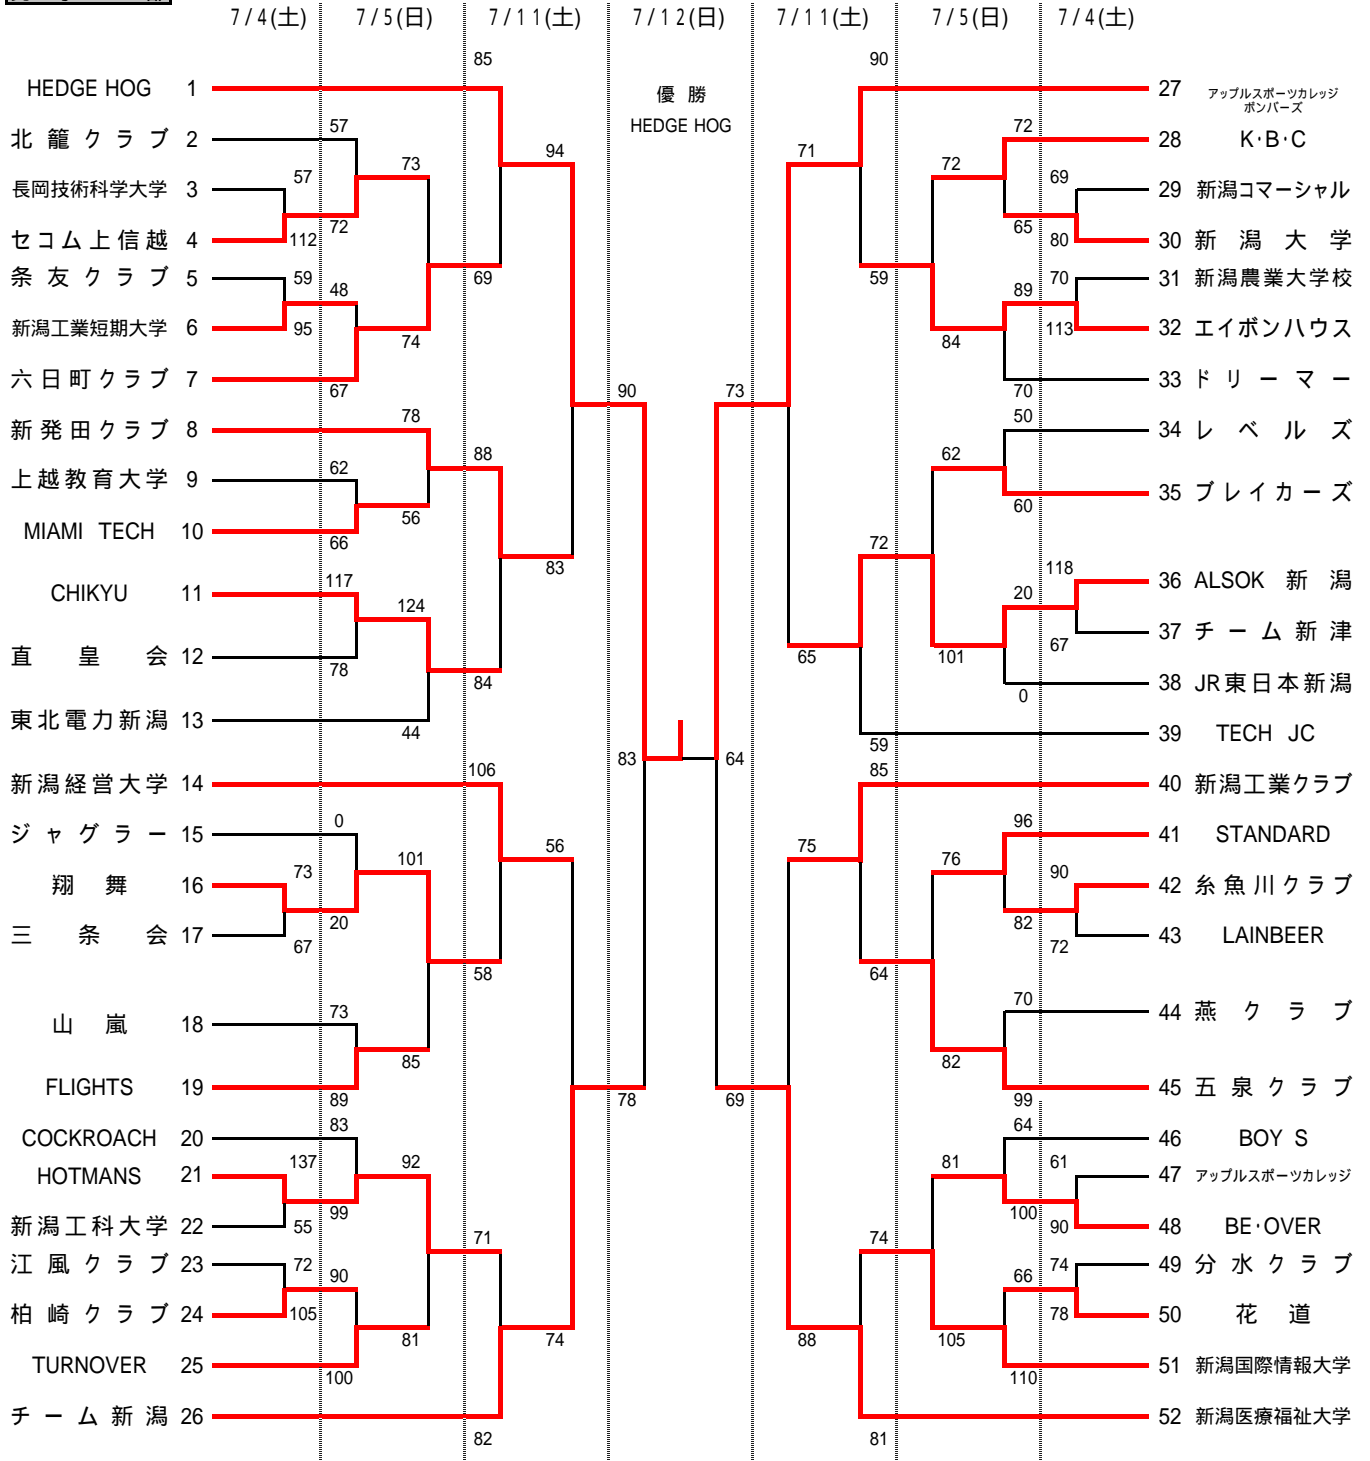 7/4(土) 7/5(日) 7/11(土) 7/12(日) 7/11(土) 7/5(日) 7/4(土)
優 勝
HEDGE HOG
HEDGE HOG 1
北 籠 ク ラ ブ 2
長岡技術科学大学 3
セコム上信越 4
条 友 ク ラ ブ 5
新潟工業短期大学 6
六日町クラブ 7
新発田クラブ 8
上越教育大学 9
MIAMI TECH 10
CHIKYU 11
直 皇 会 12
東北電力新潟 13
新潟経営大学 14
ジ ャ グ ラ ー 15
翔 舞 16
三 条 会 17
山 嵐 18
FLIGHTS 19
COCKROACH 20
HOTMANS 21
新潟工科大学 22
江 風 ク ラ ブ 23
柏 崎 ク ラ ブ 24
TURNOVER 25
チ ー ム 新 潟 26
57
112
59
95
73
67
137
55
72
105
57
72
48
67
62
66
117
78
0
20
73
89
83
99
90
100
73
74
78
56
124
44
101
85
92
81
85
69
88
84
106
58
71
82
94
83
56
74
90
78
83
64
73
69
71
65
75
88
90
59
72
59
85
64
74
81
72
84
62
101
76
82
81
105
72
65
89
70
50
60
20
0
96
82
70
99
64
100
66
110
69
80
70
113
118
67
90
72
61
90
74
78
27 アップルスポーツカレッジ
ボンバーズ
28 K・B・C
29 新潟コマーシャル
30 新 潟 大 学
31 新潟農業大学校
32 エイボンハウス
33 ド リ ー マ ー
34 レ ベ ル ズ
35 ブレイカーズ
36 ALSOK 新 潟
37 チ ー ム 新 津
38 JR東日本新潟
39 TECH JC
40 新潟工業クラブ
41 STANDARD
42 糸魚川クラブ
43 LAINBEER
44 燕 ク ラ ブ
45 五 泉 ク ラ ブ
46 BOY S
47 アップルスポーツカレッジ
48 BE・OVER
49 分 水 ク ラ ブ
50 花 道
51 新潟国際情報大学
52 新潟医療福祉大学